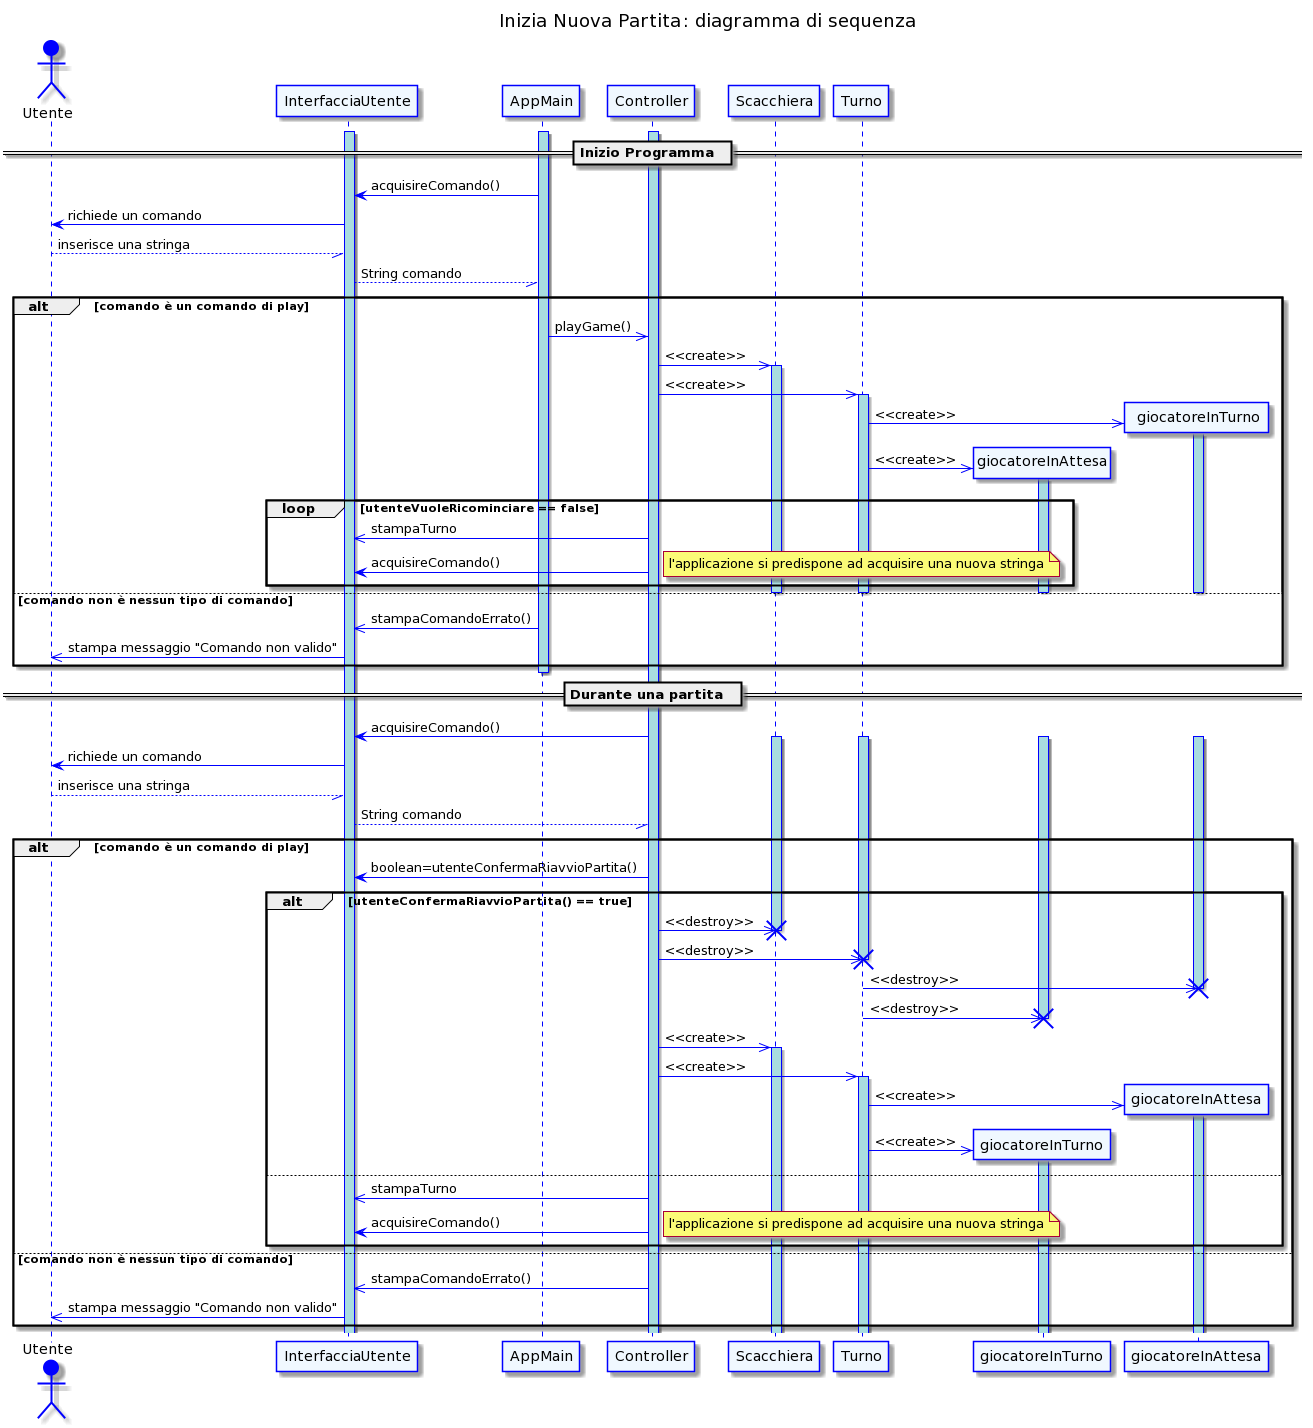 Inizia Nuova Partita: diagramma di sequenza
Utente
InterfacciaUtente
AppMain
Controller
Scacchiera
Turno
Inizio Programma
acquisireComando()
richiede un comando
inserisce una stringa
String comando
alt
[comando è un comando di play]
playGame()
<<create>>
<<create>>
<<create>>
giocatoreInTurno
<<create>>
giocatoreInAttesa
loop
[utenteVuoleRicominciare == false]
stampaTurno
acquisireComando()
l'applicazione si predispone ad acquisire una nuova stringa
[comando non è nessun tipo di comando]
stampaComandoErrato()
stampa messaggio "Comando non valido"
Durante una partita
acquisireComando()
richiede un comando
inserisce una stringa
String comando
alt
[comando è un comando di play]
boolean=utenteConfermaRiavvioPartita()
alt
[utenteConfermaRiavvioPartita() == true]
<<destroy>>
<<destroy>>
<<destroy>>
<<destroy>>
<<create>>
<<create>>
<<create>>
giocatoreInAttesa
<<create>>
giocatoreInTurno
stampaTurno
acquisireComando()
l'applicazione si predispone ad acquisire una nuova stringa
[comando non è nessun tipo di comando]
stampaComandoErrato()
stampa messaggio "Comando non valido"
Utente
InterfacciaUtente
AppMain
Controller
Scacchiera
Turno
giocatoreInTurno
giocatoreInAttesa